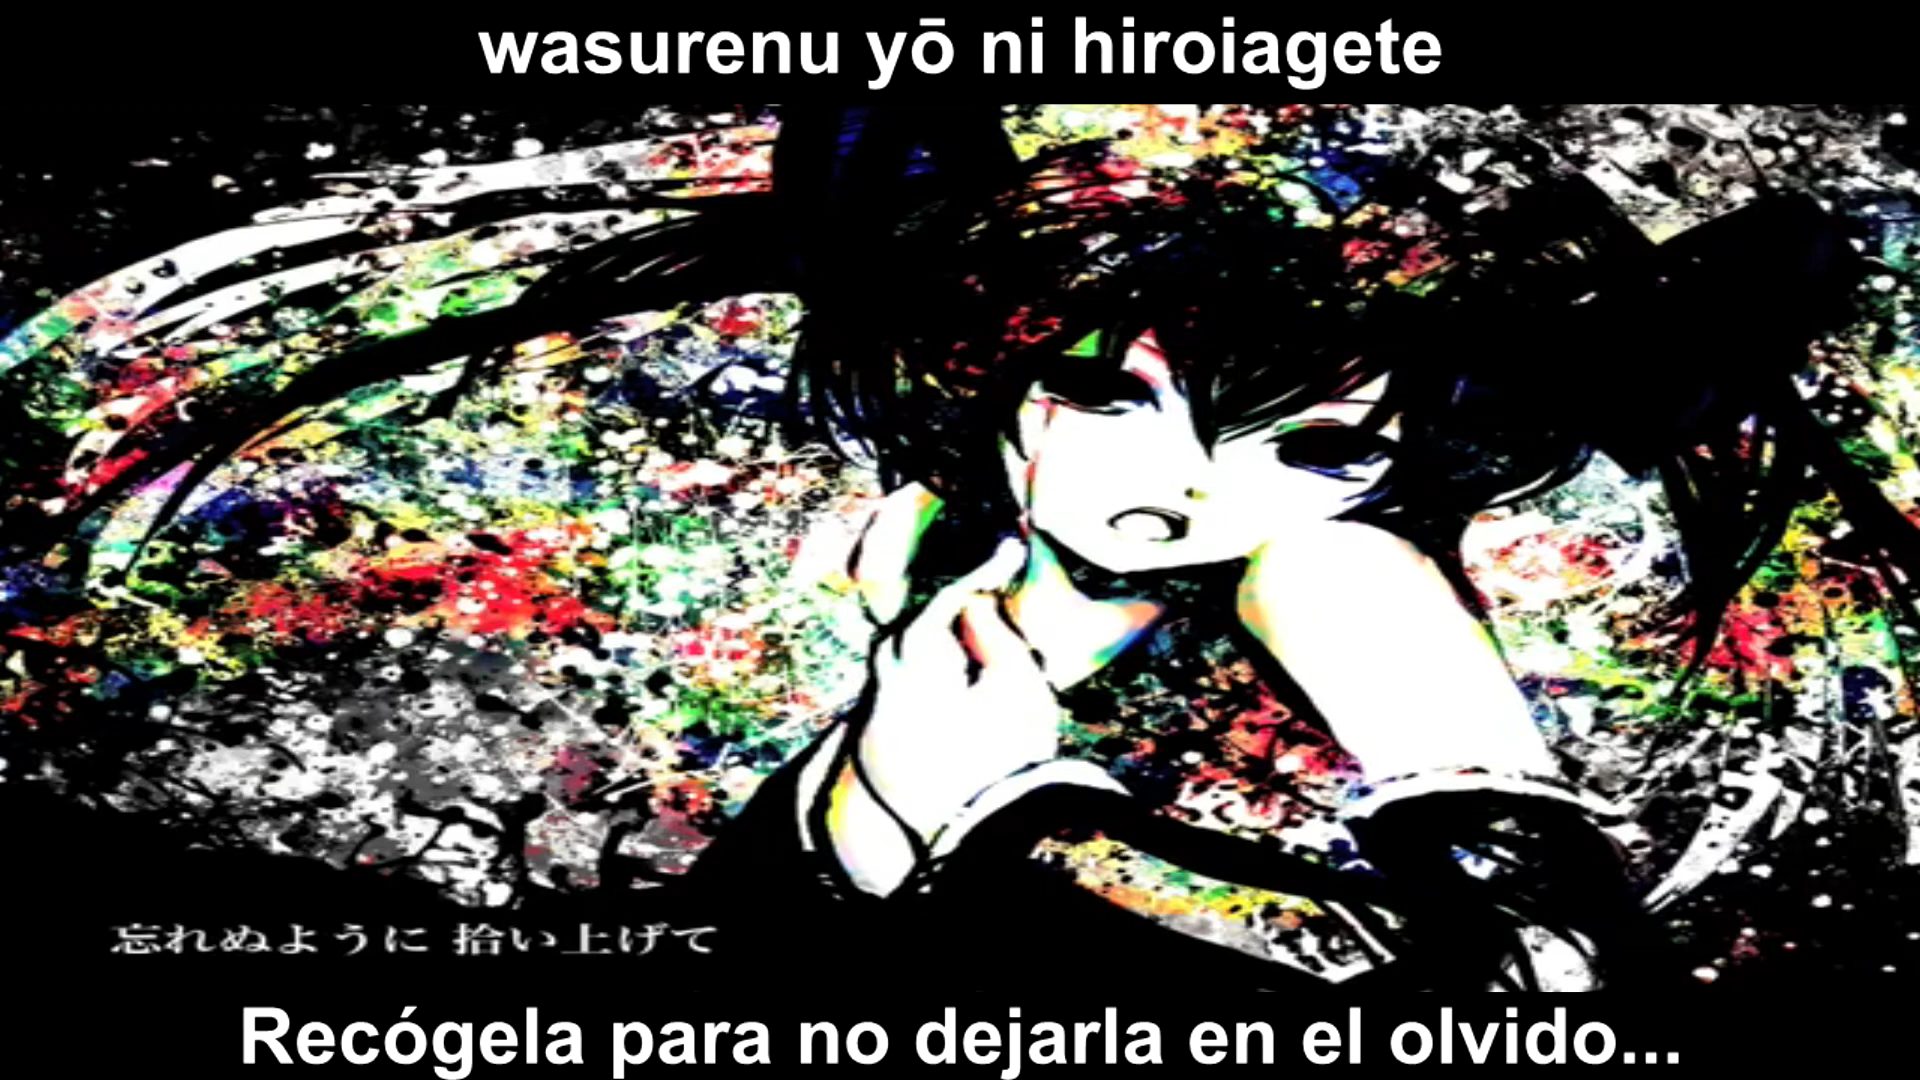 wasurenu yō ni hiroiagete
忘れぬように 拾い上げて
Recógela para no dejarla en el olvido...